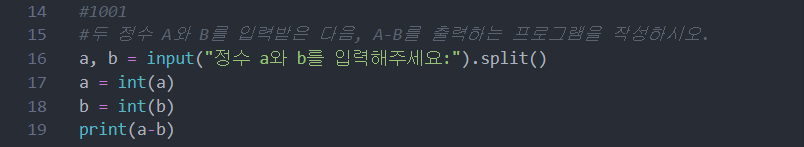 14 #1001
15 #두 정수 A와 B를 입력받은 다음, A-B를 출력하는 프로그램을 작성하시오.
16 a, b = input("정수 a와 b를 입력해주세요:").split()
17 a = int(a)
18 b = int(b)
19 print(a-b)